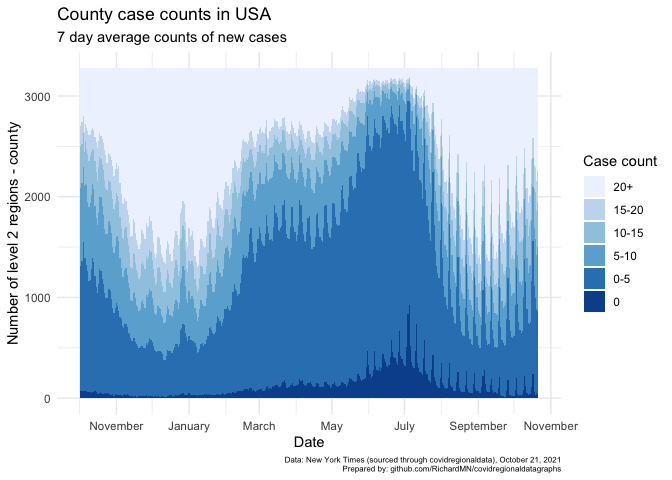 County case counts in USA
7 day average counts of new cases
Number of level 2 regions - county
3000
2000
1000
0
November
January
March
May
July
September
November
Date
Case count
20+
15-20
10-15
5-10
0-5
0
Data: New York Times (sourced through covidregionaldata), October 21, 2021
Prepared by: github.com/RichardMN/covidregionaldatagraphs